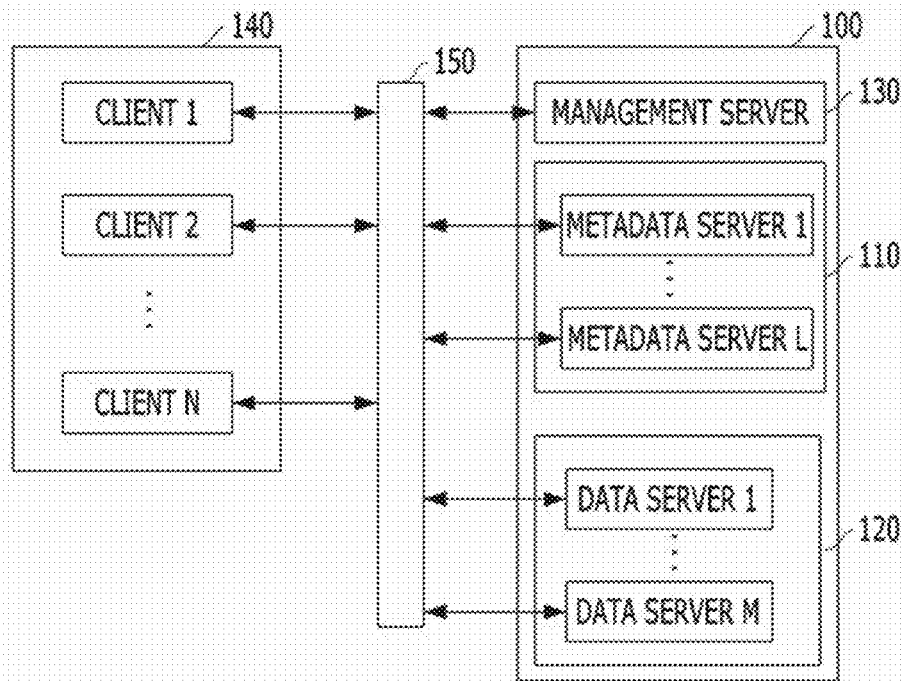 140
100
150
CLIENT 1
MANAGEMENT SERVER
130
CLIENT 2
METADATA SERVER 1
110
METADATA SERVER L
CLIENT N
DATA SERVER 1
120
DATA SERVER M